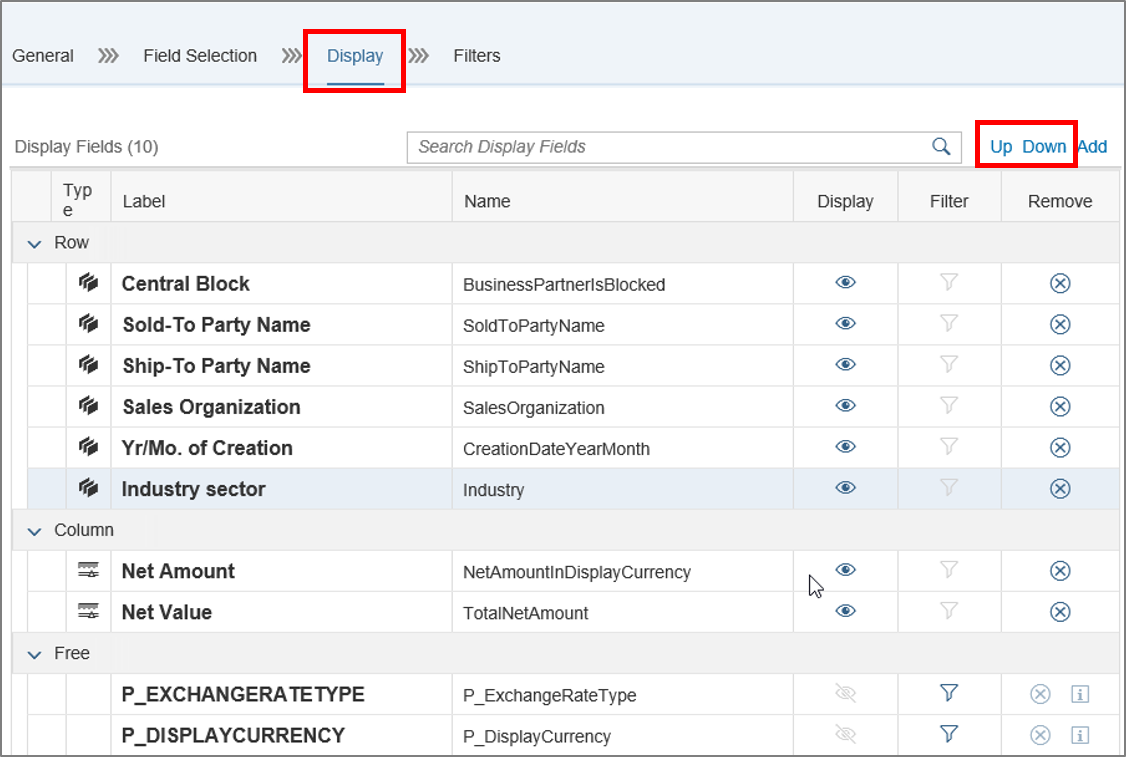 General Field Selection Display Filters
Display Fields (10) Search Display Fields Up Down Add
Type Label Name Display Filter Remove
Row
Central Block BusinessPartnerIsBlocked
Sold-To Party Name SoldToPartyName
Ship-To Party Name ShipToPartyName
Sales Organization SalesOrganization
Yr/Mo. of Creation CreationDateYearMonth
Industry sector Industry
Column
Net Amount NetAmountInDisplayCurrency
Net Value TotalNetAmount
Free
P_EXCHANGERATETYPE P_ExchangeRateType
P_DISPLAYCURRENCY P_DisplayCurrency